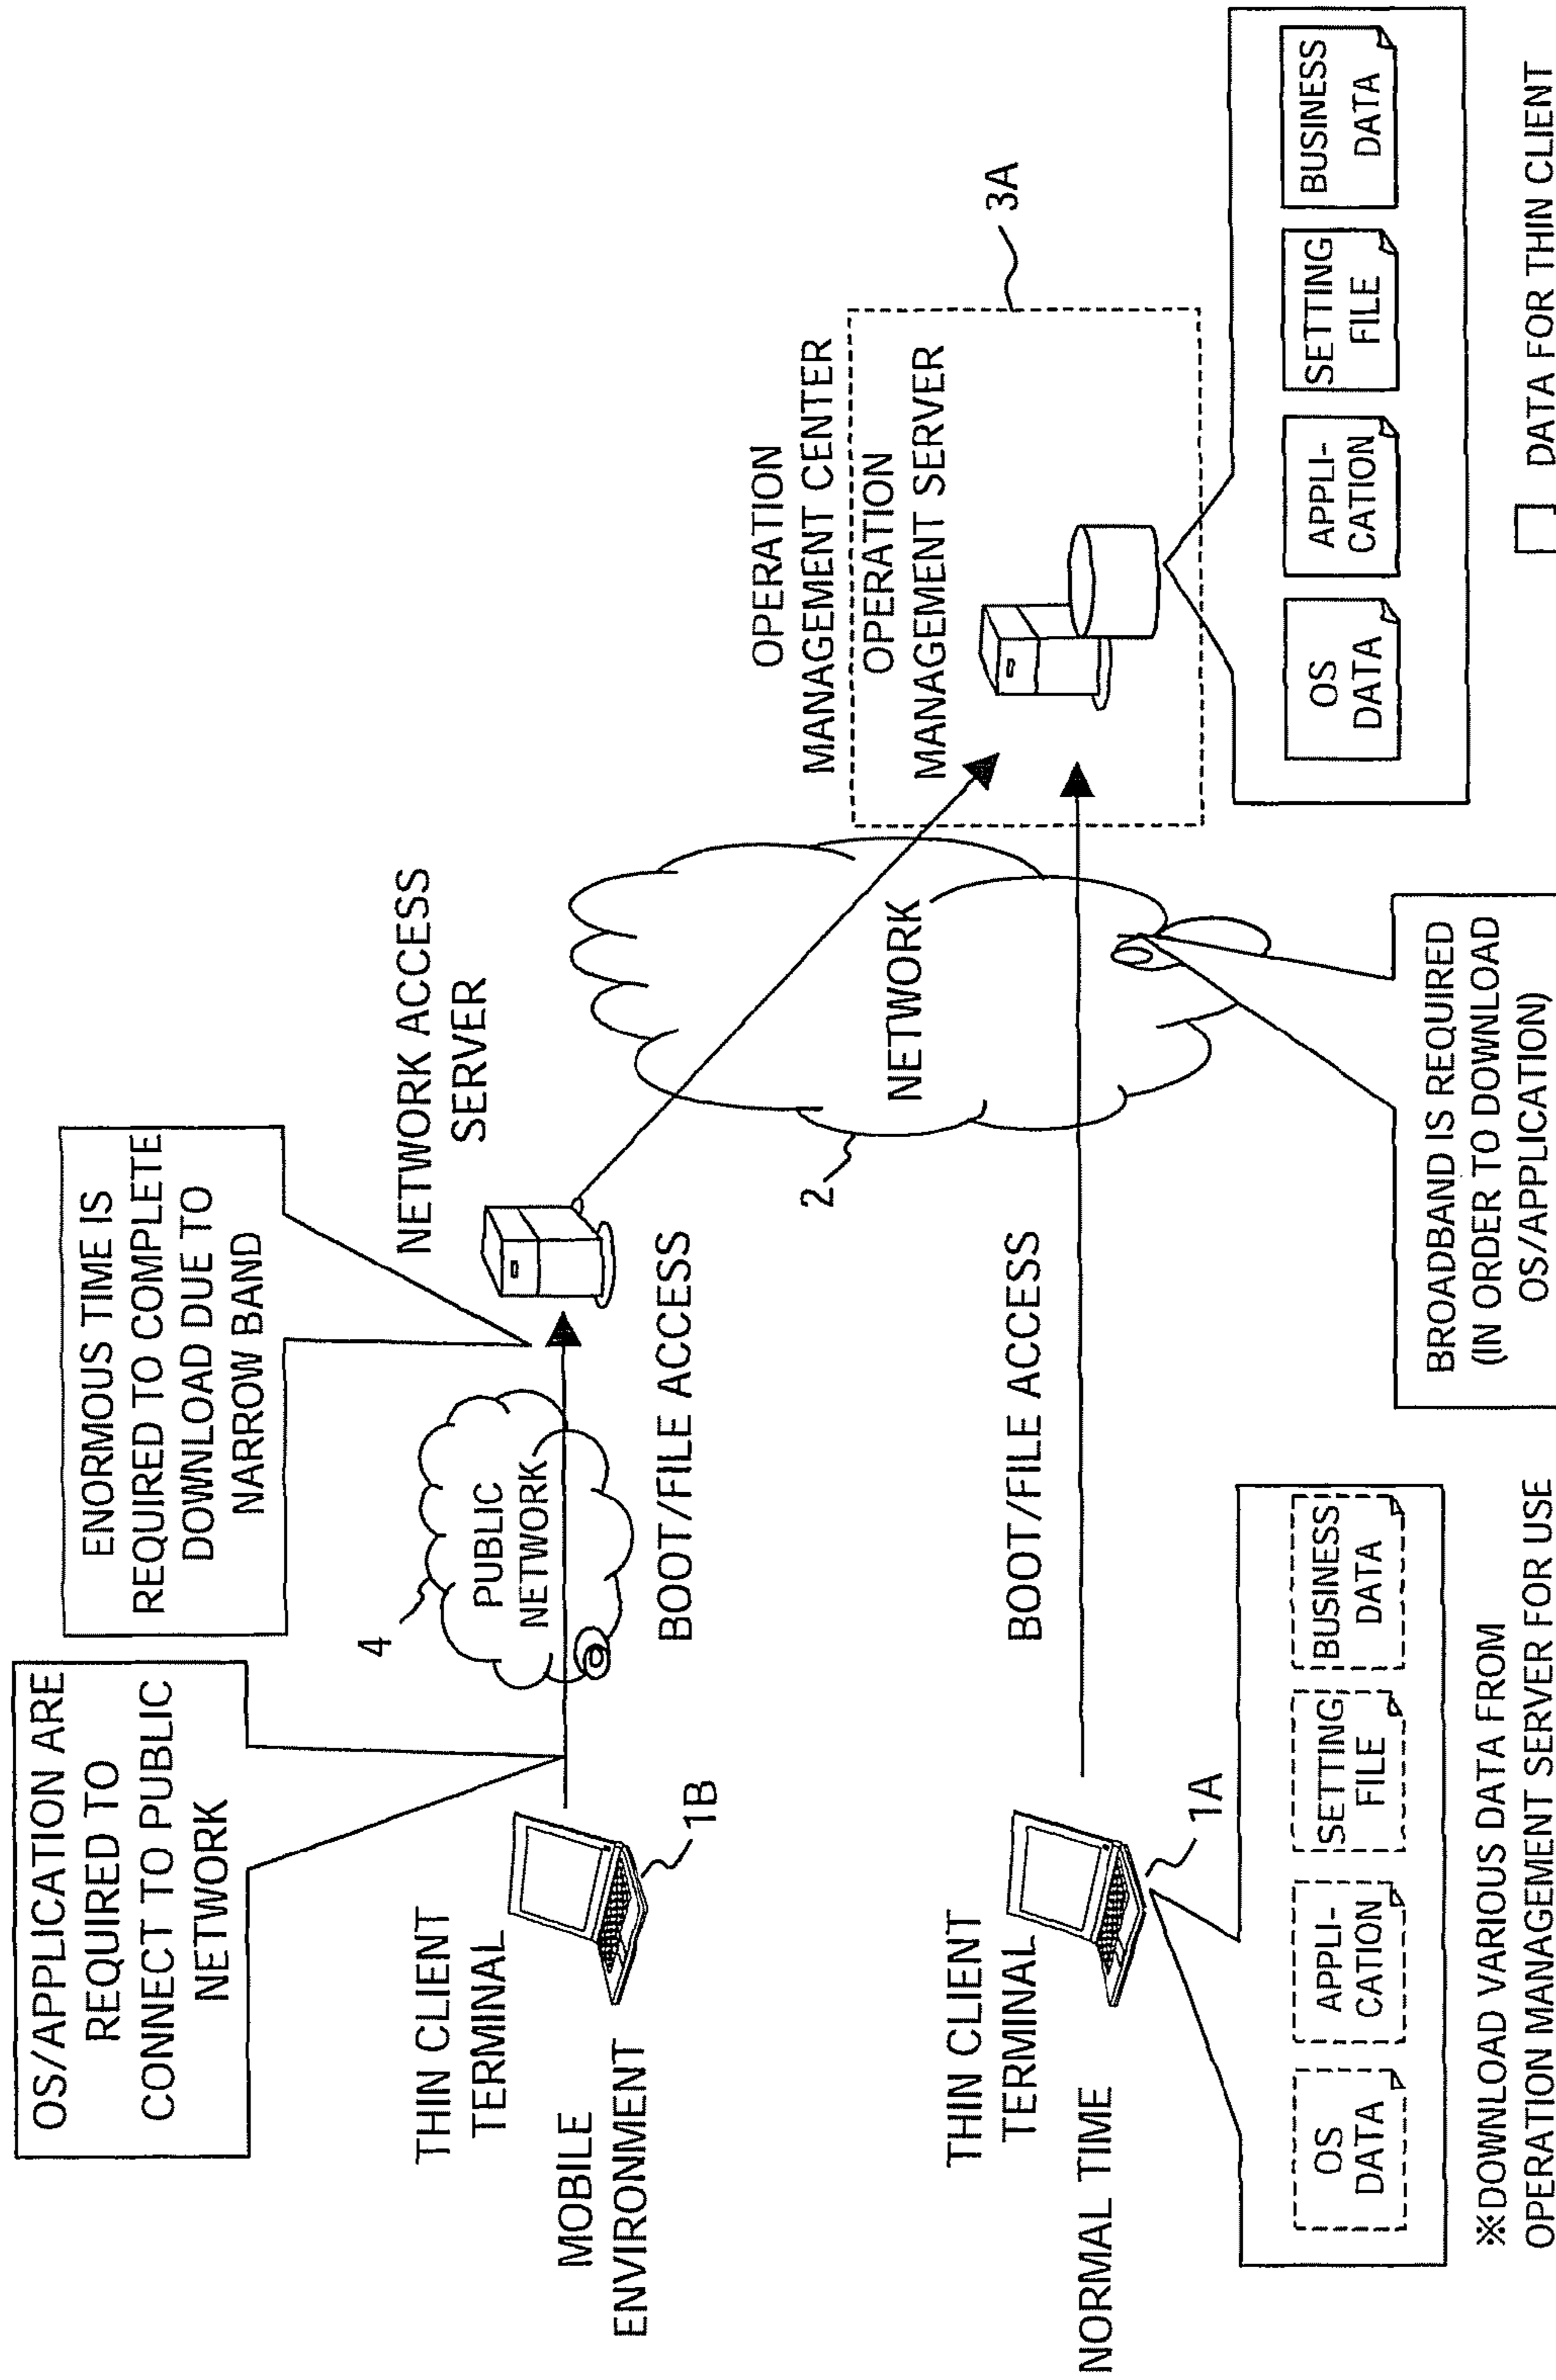 OS/APPLICATION ARE
REQUIRED TO
CONNECT TO PUBLIC
NETWORK
ENORMOUS TIME IS
REQUIRED TO COMPLETE
DOWNLOAD DUE TO
NARROW BAND
THIN CLIENT
TERMINAL
MOBILE
ENVIRONMENT
1B
4
PUBLIC
NETWORK
BOOT/FILE ACCESS
NETWORK ACCESS
SERVER
2
NETWORK
OPERATION
MANAGEMENT CENTER
OPERATION
MANAGEMENT SERVER
3A
THIN CLIENT
TERMINAL
NORMAL TIME
1A
BOOT/FILE ACCESS
OS
DATA
APPLI-
CATION
SETTING
FILE
BUSINESS
DATA
※DOWNLOAD VARIOUS DATA FROM
OPERATION MANAGEMENT SERVER FOR USE
BROADBAND IS REQUIRED
(IN ORDER TO DOWNLOAD
OS/APPLICATION)
OS
DATA
APPLI-
CATION
SETTING
FILE
BUSINESS
DATA
DATA FOR THIN CLIENT